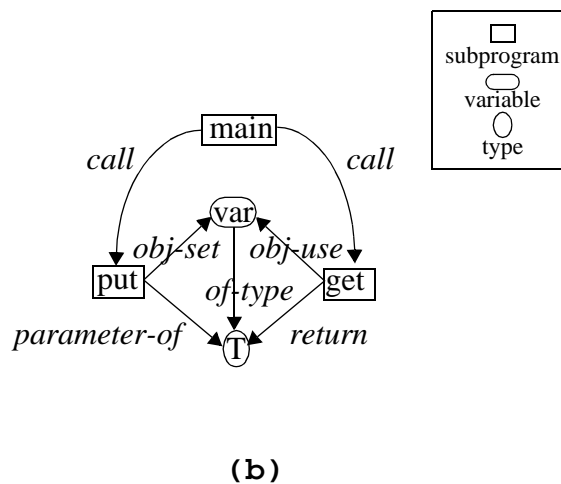 subprogram
variable
type
main
call call
var
obj-set obj-use
put get
of-type
parameter-of return
T
(b)